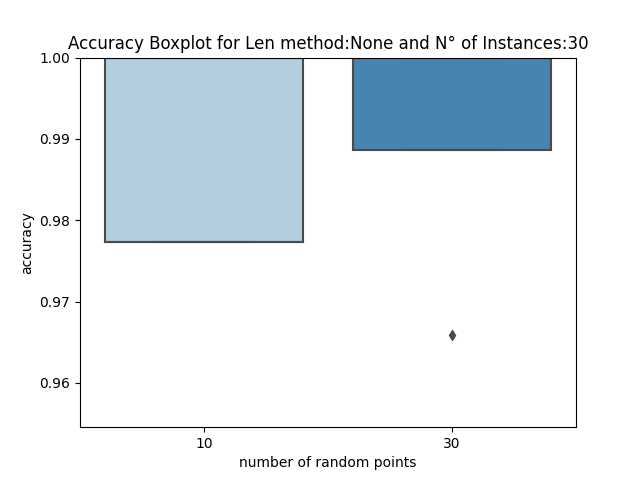 Accuracy Boxplot for Len method:None and N° of Instances:30
1.00
0.99
0.98
0.97
0.96
accuracy
10
30
number of random points